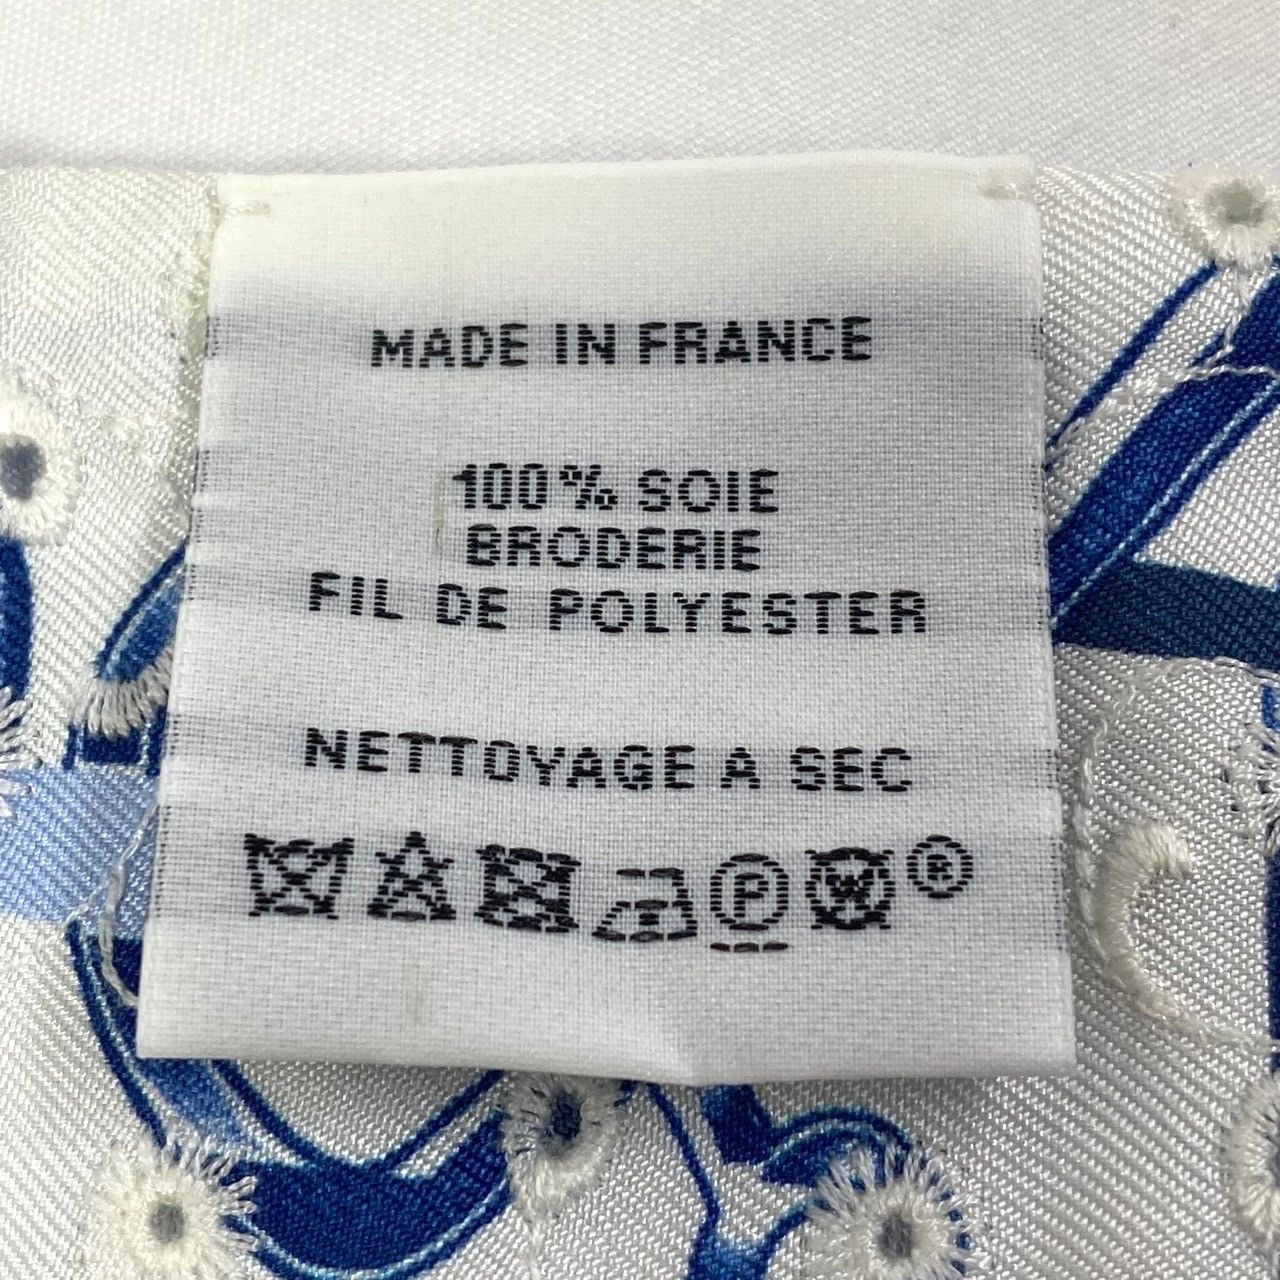 MADE IN FRANCE
100% SOIE
BRODERIE
FIL DE POLYESTER
NETTOYAGE A SEC
P W ®